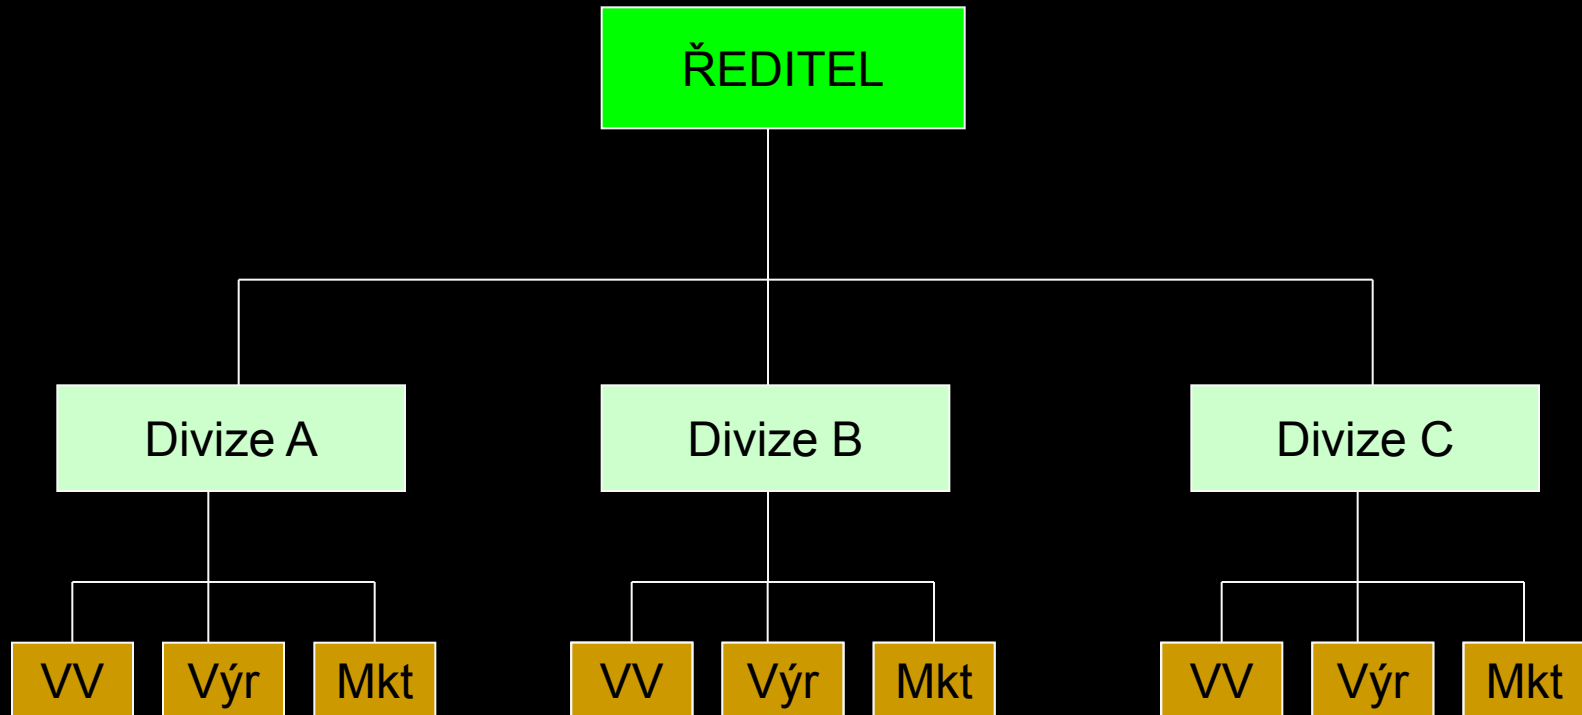 ŘEDITEL
Divize A
Divize B
Divize C
VV
Výr
Mkt
VV
Výr
Mkt
VV
Výr
Mkt